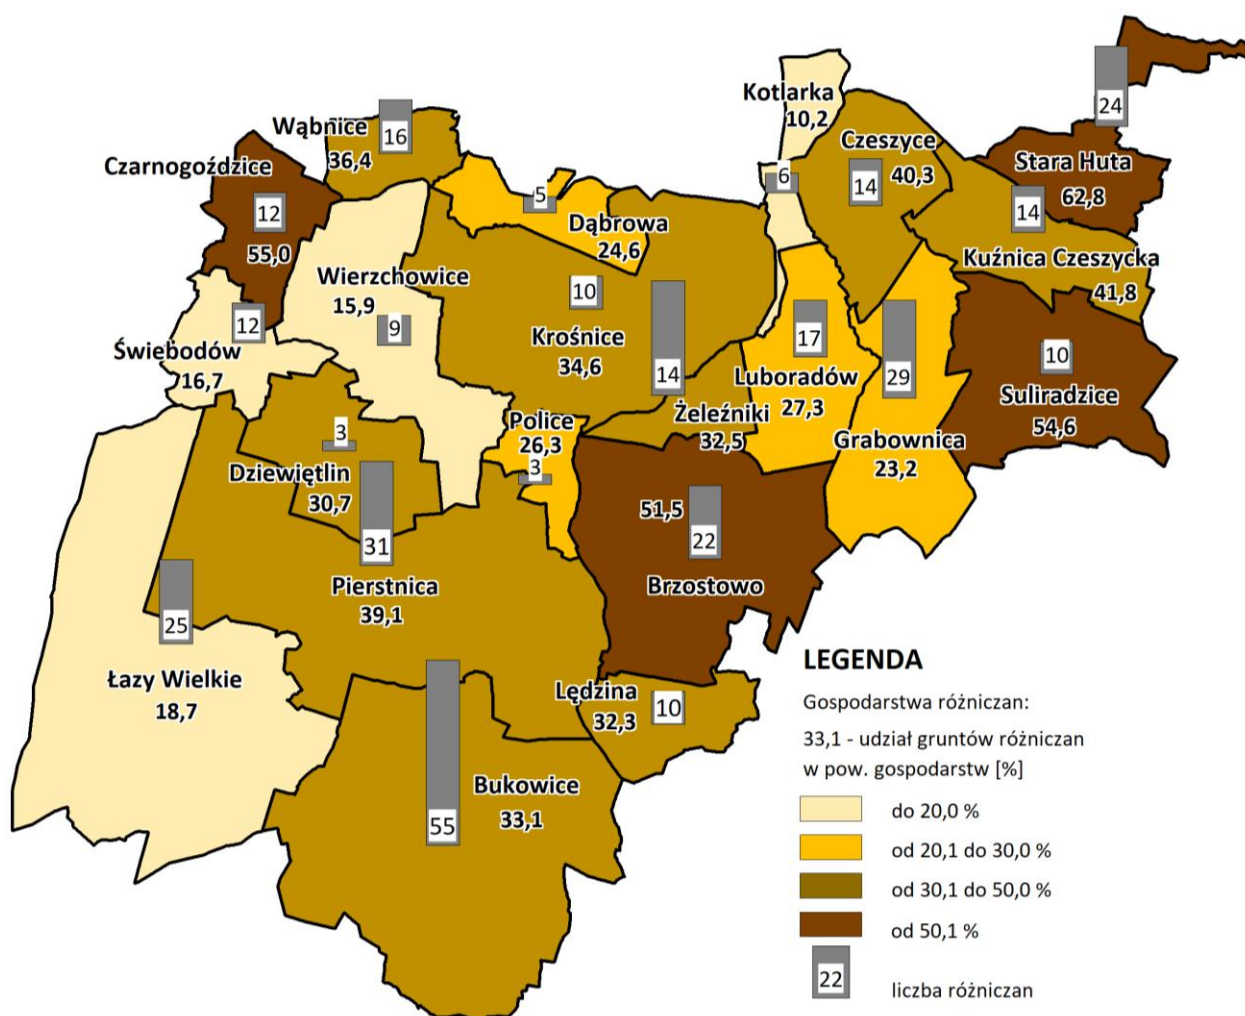 Kotlarka
10,2
24
Wąbnice
16
36,4
Czeszyce
40,3
14
Stara Huta
62,8
Czarnogoździce
12
55,0
6
5
Dąbrowa
24,6
14
Kuźnica Czeszycka
41,8
Wierzchowice
15,9
9
10
Krośnice
34,6
14
12
Świebodów
16,7
17
Luboradów
27,3
29
10
Suliradzice
54,6
Żeleźniki
32,5
Grabownica
23,2
Police
26,3
3
3
Dziewiętlin
30,7
51,5
22
Brzostowo
31
Pierstnica
39,1
25
Łazy Wielkie
18,7
Lędzina
32,3
10
Bukowice
33,1
55
LEGENDA
Gospodarstwa różniczan:
33,1 - udział gruntów różniczan
w pow. gospodarstw [%]
do 20,0 %
od 20,1 do 30,0 %
od 30,1 do 50,0 %
od 50,1 %
22
liczba różniczan